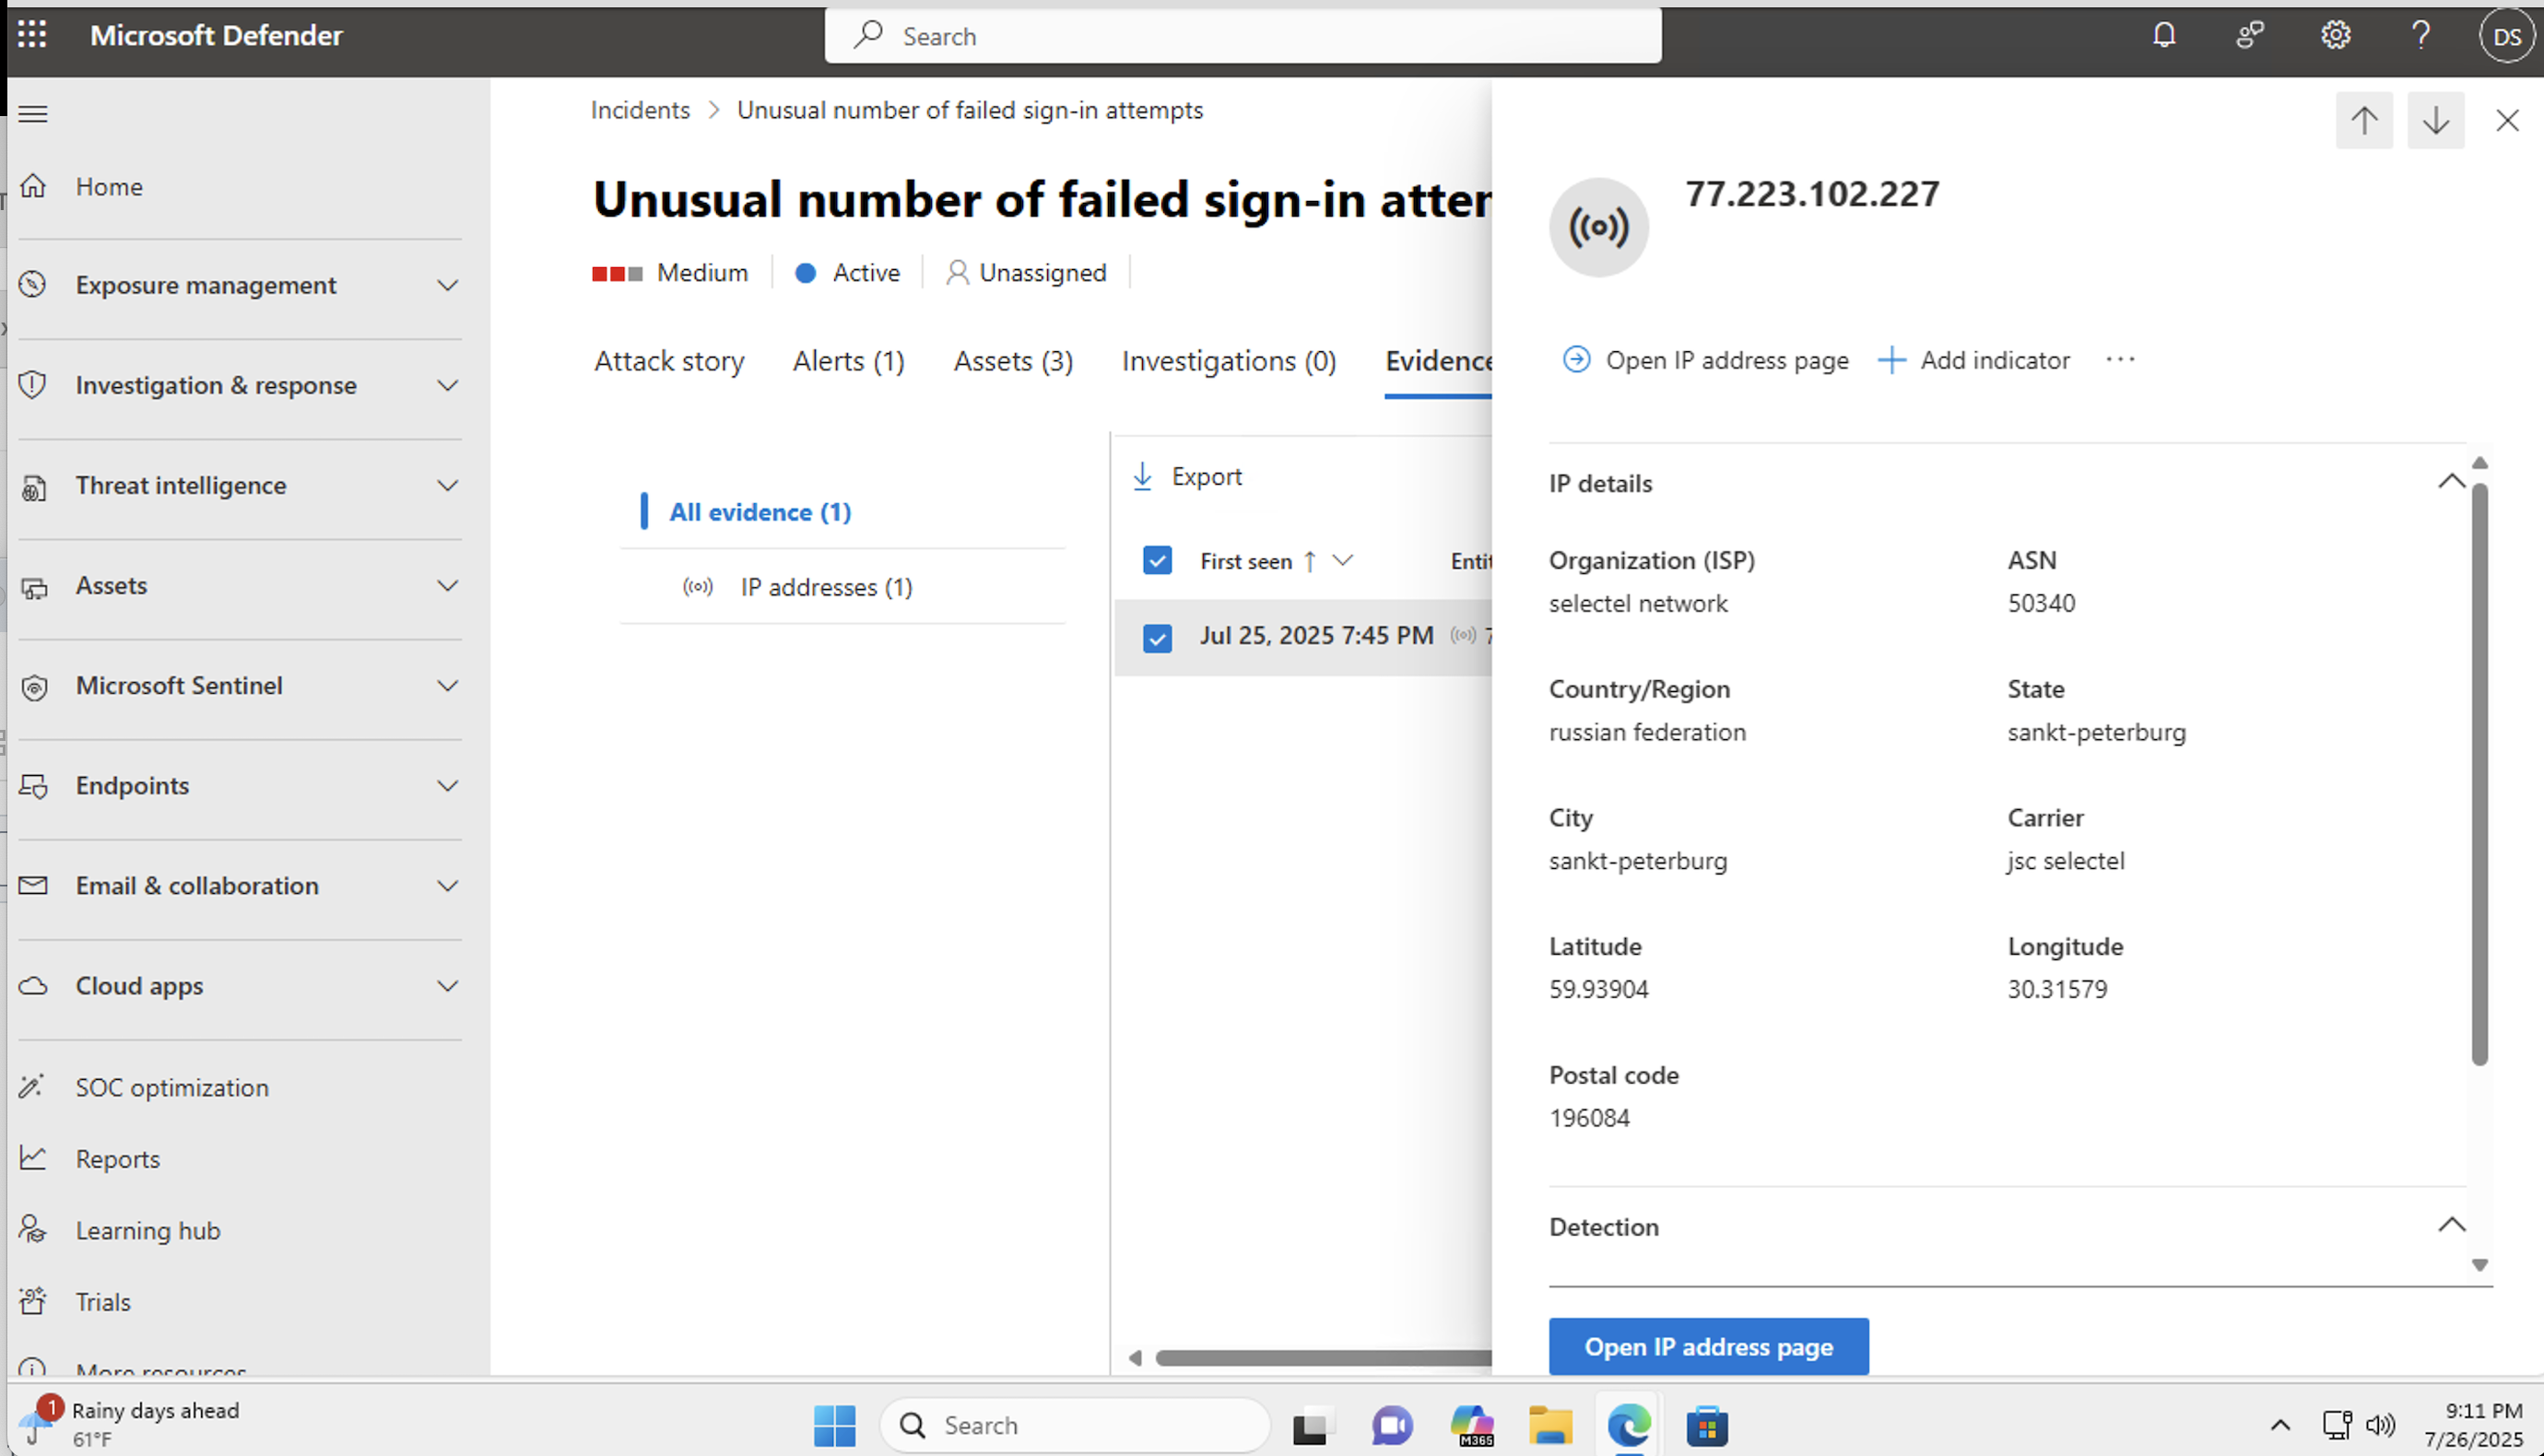 Microsoft Defender
Search
DS
Home
Exposure management
Investigation & response
Threat intelligence
Assets
Microsoft Sentinel
Endpoints
Email & collaboration
Cloud apps
SOC optimization
Reports
Learning hub
Trials
More resources
Incidents > Unusual number of failed sign-in attempts
Unusual number of failed sign-in atten
Medium
Active
Unassigned
Attack story
Alerts (1)
Assets (3)
Investigations (0)
Evidence
All evidence (1)
IP addresses (1)
Export
First seen
Entit
Jul 25, 2025 7:45 PM
7
77.223.102.227
Open IP address page
Add indicator
IP details
Organization (ISP)
selectel network
ASN
50340
Country/Region
russian federation
State
sankt-peterburg
City
sankt-peterburg
Carrier
jsc selectel
Latitude
59.93904
Longitude
30.31579
Postal code
196084
Detection
Open IP address page
1
Rainy days ahead
61°F
Search
M365
9:11 PM
7/26/2025